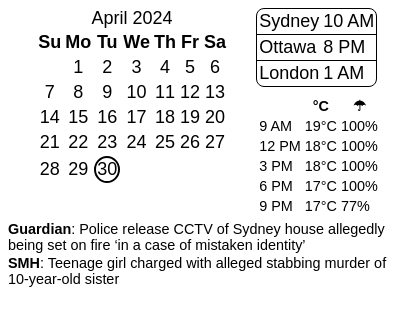 April 2024
Su Mo Tu We Th Fr Sa
1 2 3 4 5 6
7 8 9 10 11 12 13
14 15 16 17 18 19 20
21 22 23 24 25 26 27
28 29 30
Sydney 10 AM
Ottawa 8 PM
London 1 AM
°C ☂
9 AM 19°C 100%
12 PM 18°C 100%
3 PM 18°C 100%
6 PM 17°C 100%
9 PM 17°C 77%
Guardian: Police release CCTV of Sydney house allegedly
being set on fire ‘in a case of mistaken identity’
SMH: Teenage girl charged with alleged stabbing murder of
10-year-old sister